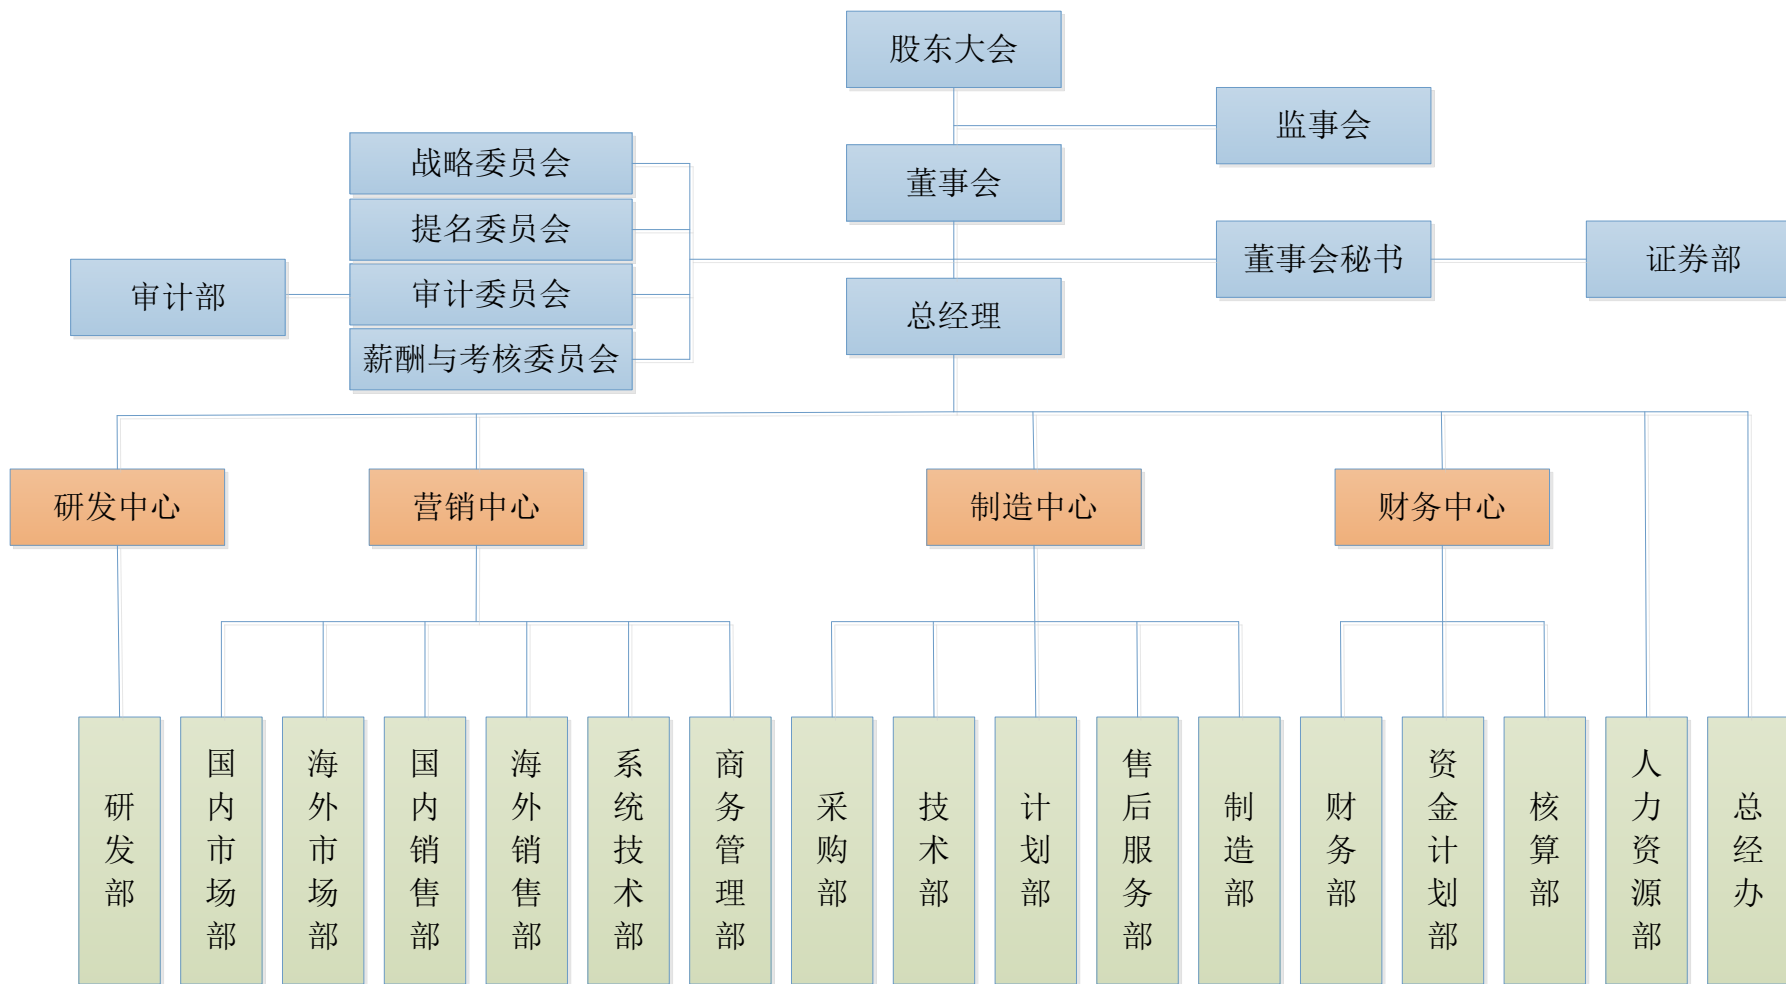 股东大会
监事会
战略委员会
董事会
提名委员会
董事会秘书
证券部
审计部
审计委员会
总经理
薪酬与考核委员会
研发中心
营销中心
制造中心
财务中心
研发部
国内市场部
海外市场部
国内销售部
海外销售部
系统技术部
商务管理部
采购部
技术部
计划部
售后服务部
制造部
财务部
资金计划部
核算部
人力资源部
总经办